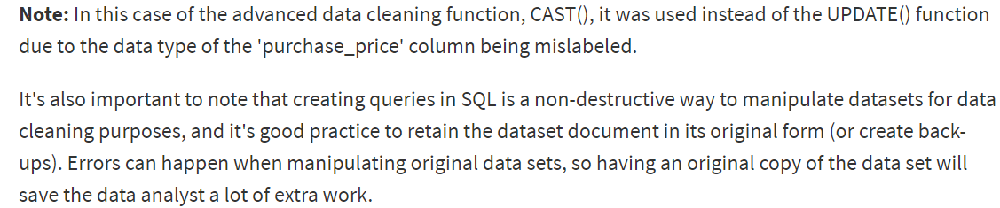 Note: In this case of the advanced data cleaning function, CAST(), it was used instead of the UPDATE() function
due to the data type of the 'purchase_price' column being mislabeled.
It's also important to note that creating queries in SQL is a non-destructive way to manipulate datasets for data
cleaning purposes, and it's good practice to retain the dataset document in its original form (or create back-
ups). Errors can happen when manipulating original data sets, so having an original copy of the data set will
save the data analyst a lot of extra work.